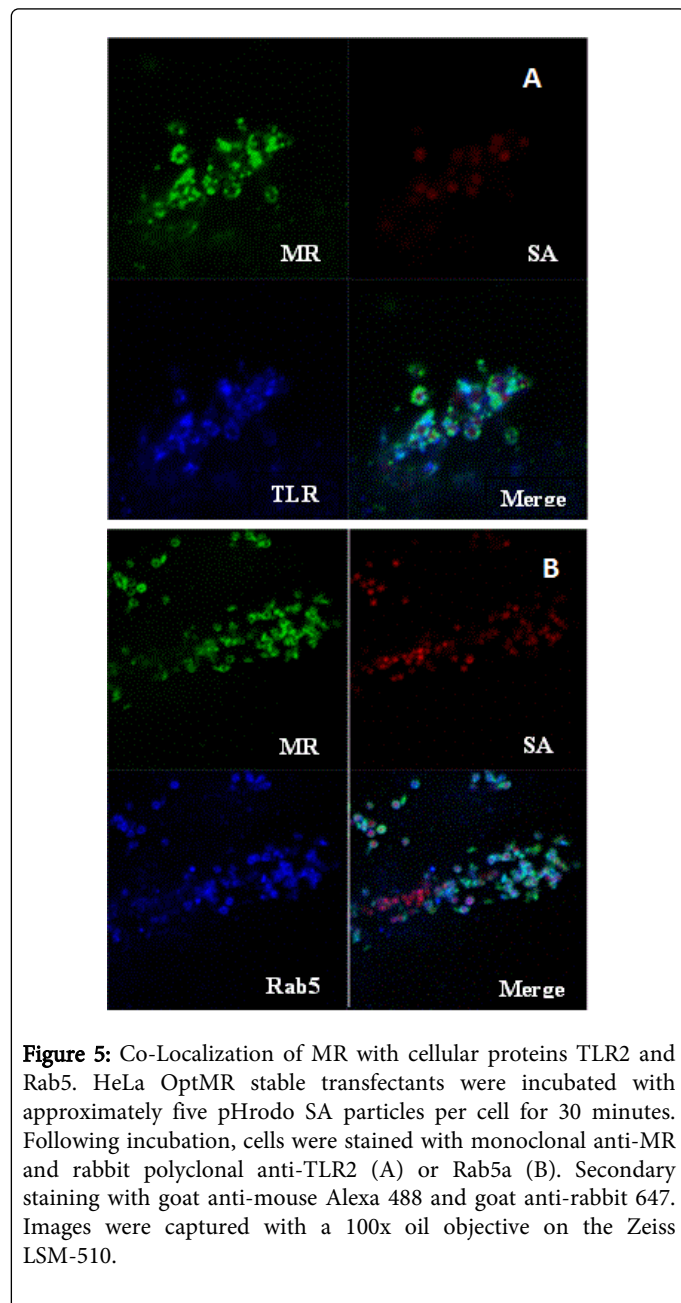 A
MR
SA
TLR
Merge
B
MR
SA
Rab5
Merge
Figure 5: Co-Localization of MR with cellular proteins TLR2 and
Rab5. HeLa OptMR stable transfectants were incubated with
approximately five pHrodo SA particles per cell for 30 minutes.
Following incubation, cells were stained with monoclonal anti-MR
and rabbit polyclonal anti-TLR2 (A) or Rab5a (B). Secondary
staining with goat anti-mouse Alexa 488 and goat anti-rabbit 647.
Images were captured with a 100x oil objective on the Zeiss
LSM-510.